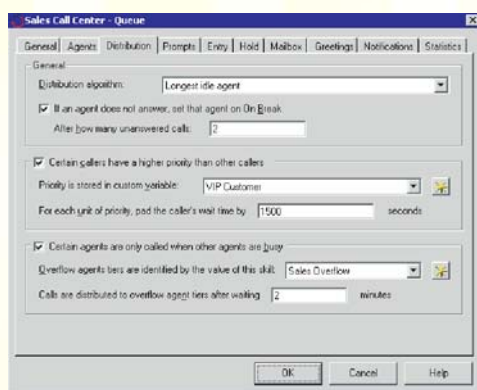 Sales Call Center - Queue
General Agents Distribution Prompts Entry Hold Mailbox Greetings Notifications Statistics
General
Distribution algorithm: Longest idle agent
If an agent does not answer, set that agent on On Break
After how many unanswered calls: 2
Certain callers have a higher priority than other callers
Priority is stored in custom variable: VIP Customer
For each unit of priority, pad the caller's wait time by 1500 seconds
Certain agents are only called when other agents are busy
Overflow agents tiers are identified by the value of this skill: Sales Overflow
Calls are distributed to overflow agent tiers after waiting 2 minutes
OK Cancel Help